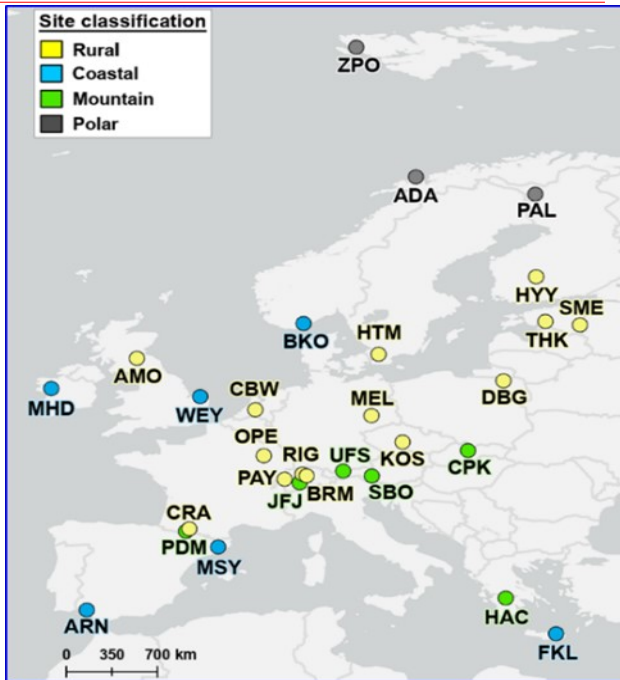 Site classification
Rural
Coastal
Mountain
Polar
ZPO
ADA
PAL
HYY
SME
THK
BKO
HTM
AMO
MHD
WEY
CBW
MEL
DBG
OPE
RIG
UFS
KOS
CPK
PAY
JFJ
BRM
SBO
CRA
PDM
MSY
ARN
HAC
FKL
0 350 700 km